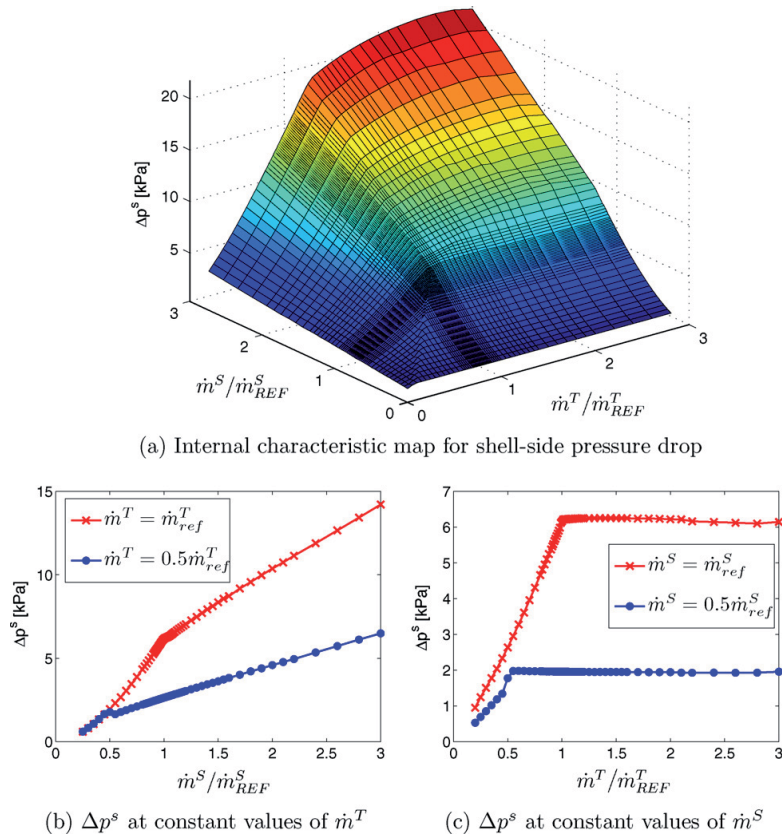 20
15
10
5
Δp^s [kPa]
3
2
1
0
ṁ^S/ṁ^S_REF
0
1
2
3
ṁ^T/ṁ^T_REF
(a) Internal characteristic map for shell-side pressure drop
15
10
5
0
Δp^s [kPa]
ṁ^T = ṁ^T_ref
ṁ^T = 0.5ṁ^T_ref
0 0.5 1 1.5 2 2.5 3
ṁ^S/ṁ^S_REF
(b) Δp^s at constant values of ṁ^T
7
6
5
4
3
2
1
0
Δp^s [kPa]
ṁ^S = ṁ^S_ref
ṁ^S = 0.5ṁ^S_ref
0 0.5 1 1.5 2 2.5 3
ṁ^T/ṁ^T_REF
(c) Δp^s at constant values of ṁ^S